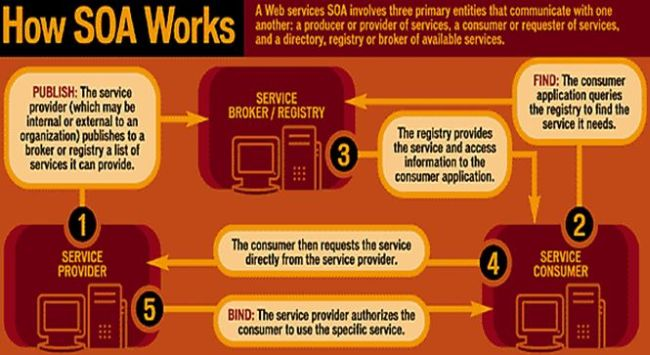 How SOA Works
A Web services SOA involves three primary entities that communicate with one
another: a producer or provider of services, a consumer or requester of services,
and a directory, registry or broker of available services.
PUBLISH: The service
provider (which may be
internal or external to an
organization) publishes to a
broker or registry a list of
services it can provide.
SERVICE
BROKER / REGISTRY
FIND: The consumer
application queries
the registry to find the
service it needs.
3
The registry provides
the service and access
information to the
consumer application.
1
2
SERVICE
PROVIDER
The consumer then requests the service
directly from the service provider.
4
SERVICE
CONSUMER
5
BIND: The service provider authorizes the
consumer to use the specific service.